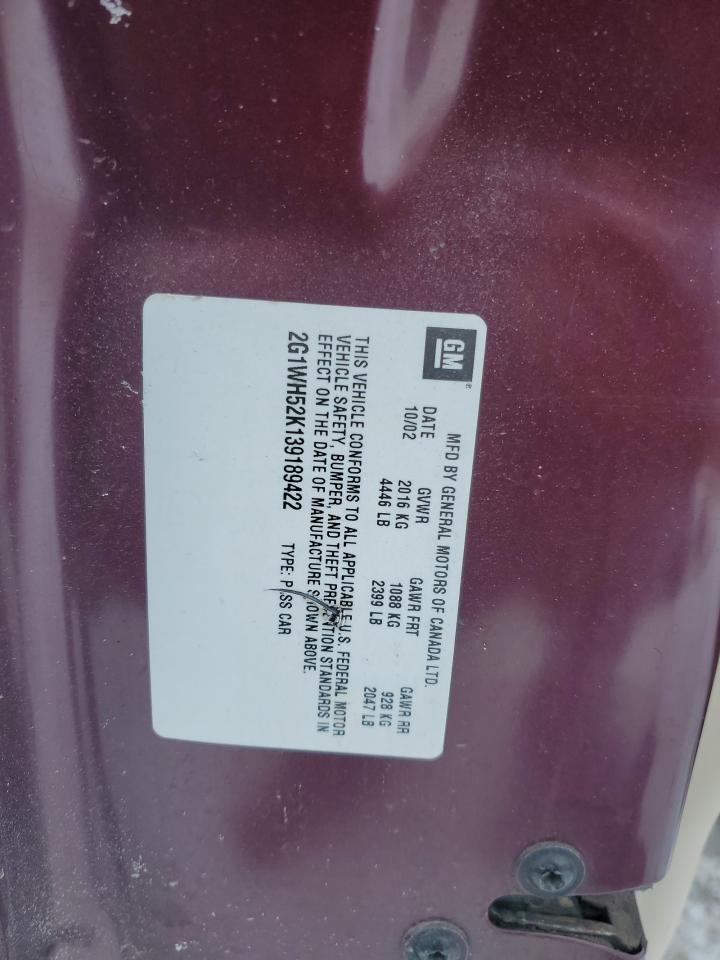 GM
MFD BY GENERAL MOTORS OF CANADA LTD.
DATE GVWR GAWR FRT GAWR RR
10/02 2016 KG 1088 KG 928 KG
4446 LB 2399 LB 2047 LB
THIS VEHICLE CONFORMS TO ALL APPLICABLE U.S. FEDERAL MOTOR
VEHICLE SAFETY, BUMPER, AND THEFT PREVENTION STANDARDS IN
EFFECT ON THE DATE OF MANUFACTURE SHOWN ABOVE.
2G1WH52K139189422 TYPE: PASS CAR